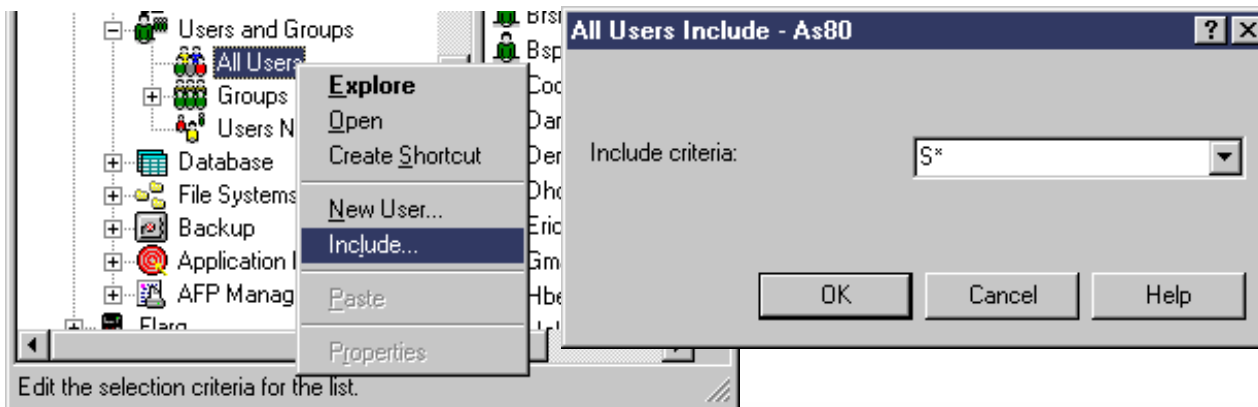 Users and Groups
All Users
Groups
Users N
Database
File Systems
Backup
Application
AFP Manag
Explore
Open
Create Shortcut
New User...
Include...
Paste
Properties
Bsp
Coo
Dar
Der
Dho
Eric
Gm
Hbe
Edit the selection criteria for the list.
All Users Include - As80
Include criteria:
S*
OK
Cancel
Help